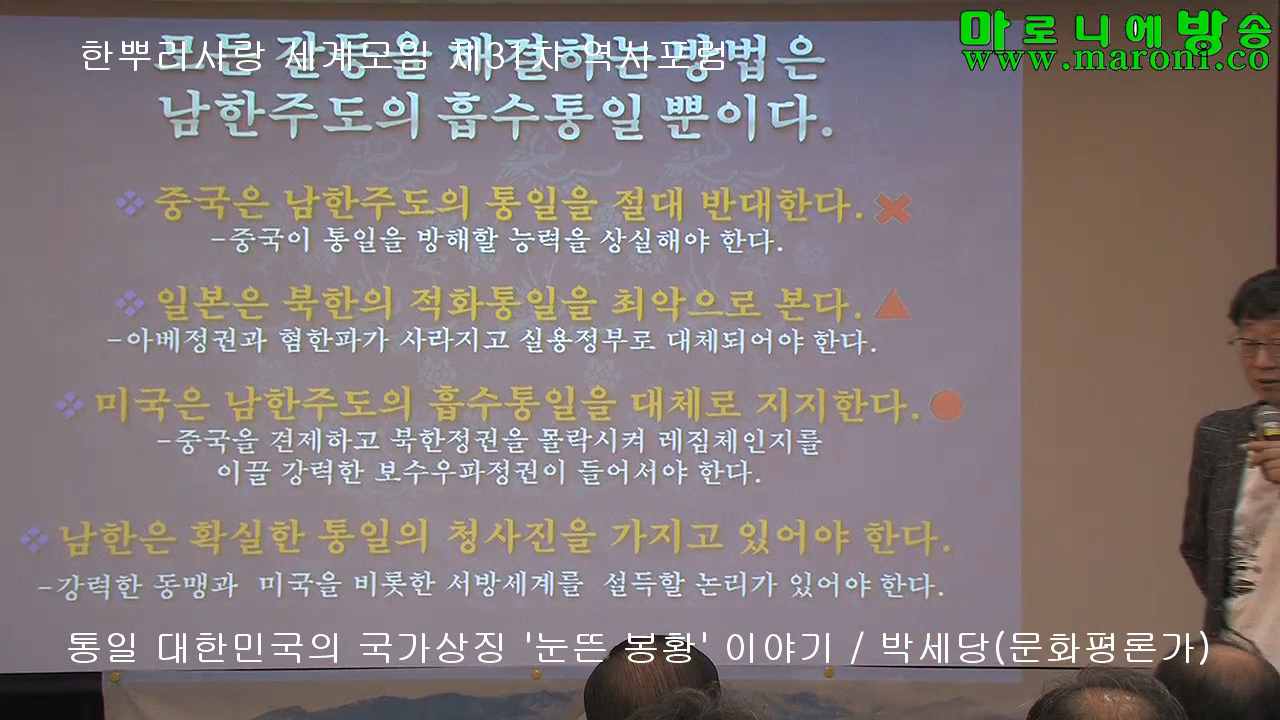 마로니에방송
www.maroni.co
한뿌리사랑 세계모임 제31차 역사포럼
모든 갈등을 해결하는 방법은
남한주도의 흡수통일 뿐이다.
❖ 중국은 남한주도의 통일을 절대 반대한다.
-중국이 통일을 방해할 능력을 상실해야 한다.
❖ 일본은 북한의 적화통일을 최악으로 본다.
-아베정권과 혐한파가 사라지고 실용정부로 대체되어야 한다.
❖ 미국은 남한주도의 흡수통일을 대체로 지지한다.
-중국을 견제하고 북한정권을 몰락시켜 레짐체인지를
이끌 강력한 보수우파정권이 들어서야 한다.
❖ 남한은 확실한 통일의 청사진을 가지고 있어야 한다.
-강력한 동맹과 미국을 비롯한 서방세계를 설득할 논리가 있어야 한다.
통일 대한민국의 국가상징 '눈뜬 봉황' 이야기 / 박세당(문화평론가)